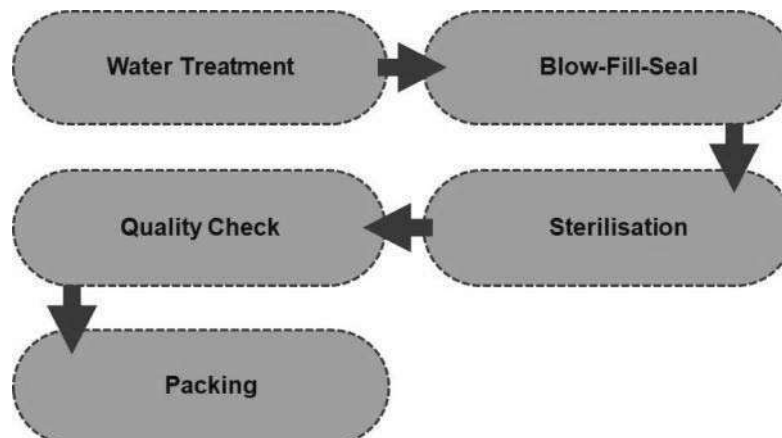 Water Treatment
Blow-Fill-Seal
Sterilisation
Quality Check
Packing